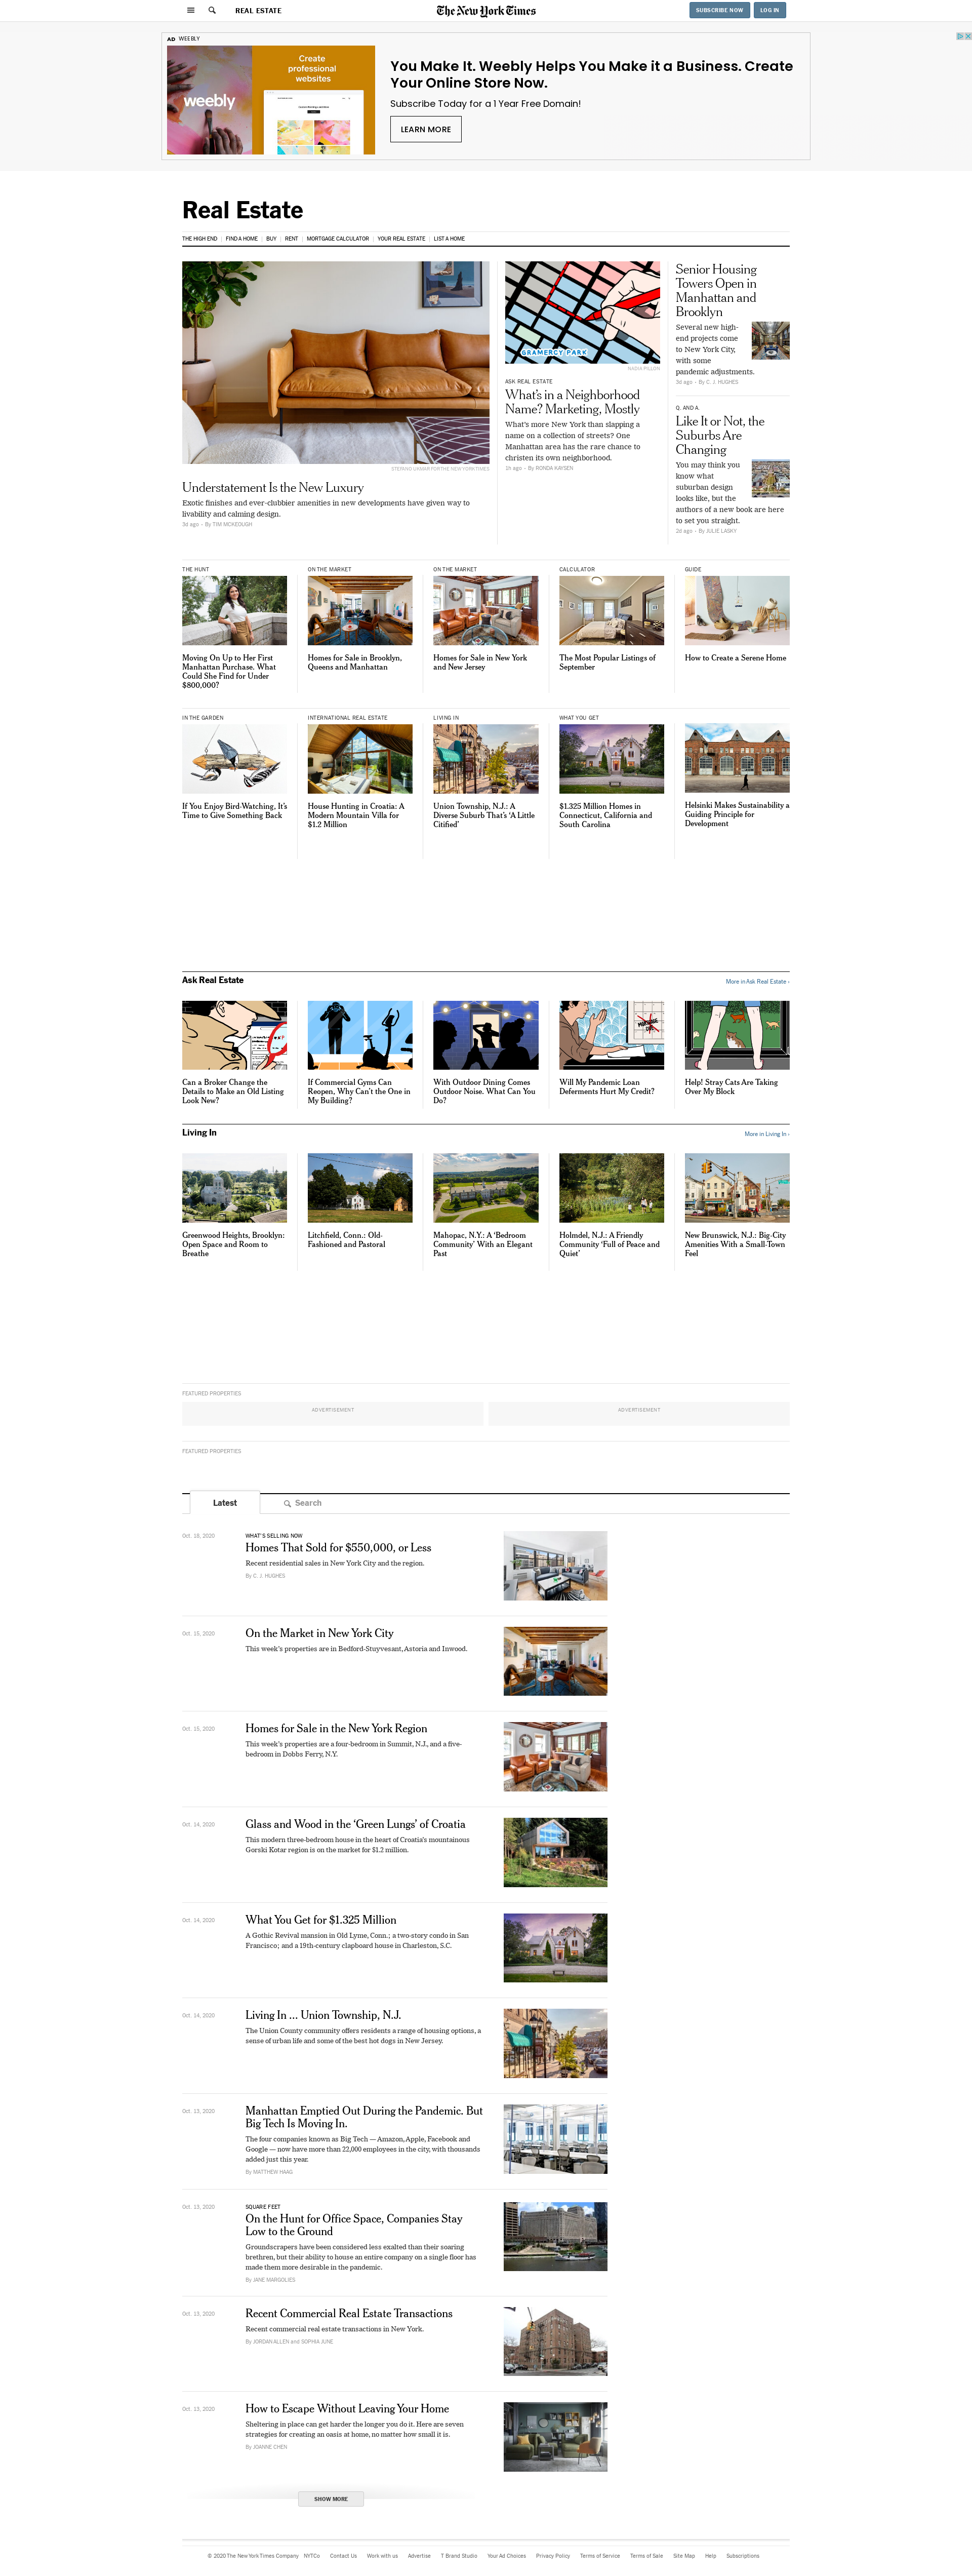 REAL ESTATE
The New York Times
SUBSCRIBE NOW
LOG IN
AD WEEBLY
weebly
Create
professional
websites
You Make It. Weebly Helps You Make it a Business. Create
Your Online Store Now.
Subscribe Today for a 1 Year Free Domain!
LEARN MORE
Real Estate
THE HIGH END | FIND A HOME | BUY | RENT | MORTGAGE CALCULATOR | YOUR REAL ESTATE | LIST A HOME
STEFANO UKMAR FOR THE NEW YORK TIMES
Understatement Is the New Luxury
Exotic finishes and ever-clubbier amenities in new developments have given way to
livability and calming design.
3d ago - By TIM MCKEOUGH
GRAMERCY PARK
NADIA PILLON
ASK REAL ESTATE
What's in a Neighborhood
Name? Marketing, Mostly
What's more New York than slapping a
name on a collection of streets? One
Manhattan area has the rare chance to
christen its own neighborhood.
1h ago - By RONDA KAYSEN
Senior Housing
Towers Open in
Manhattan and
Brooklyn
Several new high-
end projects come
to New York City,
with some
pandemic adjustments.
3d ago - By C. J. HUGHES
Q. AND A.
Like It or Not, the
Suburbs Are
Changing
You may think you
know what
suburban design
looks like, but the
authors of a new book are here
to set you straight.
2d ago - By JULIE LASKY
THE HUNT
Moving On Up to Her First
Manhattan Purchase. What
Could She Find for Under
$800,000?
ON THE MARKET
Homes for Sale in Brooklyn,
Queens and Manhattan
ON THE MARKET
Homes for Sale in New York
and New Jersey
CALCULATOR
The Most Popular Listings of
September
GUIDE
How to Create a Serene Home
IN THE GARDEN
If You Enjoy Bird-Watching, It's
Time to Give Something Back
INTERNATIONAL REAL ESTATE
House Hunting in Croatia: A
Modern Mountain Villa for
$1.2 Million
LIVING IN
Union Township, N.J.: A
Diverse Suburb That's 'A Little
Citified'
WHAT YOU GET
$1.325 Million Homes in
Connecticut, California and
South Carolina
Helsinki Makes Sustainability a
Guiding Principle for
Development
Ask Real Estate
More in Ask Real Estate ›
Can a Broker Change the
Details to Make an Old Listing
Look New?
If Commercial Gyms Can
Reopen, Why Can't the One in
My Building?
With Outdoor Dining Comes
Outdoor Noise. What Can You
Do?
Will My Pandemic Loan
Deferments Hurt My Credit?
Help! Stray Cats Are Taking
Over My Block
Living In
More in Living In ›
Greenwood Heights, Brooklyn:
Open Space and Room to
Breathe
Litchfield, Conn.: Old-
Fashioned and Pastoral
Mahopac, N.Y.: A 'Bedroom
Community' With an Elegant
Past
Holmdel, N.J.: A Friendly
Community 'Full of Peace and
Quiet'
New Brunswick, N.J.: Big-City
Amenities With a Small-Town
Feel
FEATURED PROPERTIES
ADVERTISEMENT
ADVERTISEMENT
FEATURED PROPERTIES
Latest
Search
Oct. 18, 2020
WHAT'S SELLING NOW
Homes That Sold for $550,000, or Less
Recent residential sales in New York City and the region.
By C. J. HUGHES
Oct. 15, 2020
On the Market in New York City
This week's properties are in Bedford-Stuyvesant, Astoria and Inwood.
Oct. 15, 2020
Homes for Sale in the New York Region
This week's properties are a four-bedroom in Summit, N.J., and a five-
bedroom in Dobbs Ferry, N.Y.
Oct. 14, 2020
Glass and Wood in the 'Green Lungs' of Croatia
This modern three-bedroom house in the heart of Croatia's mountainous
Gorski Kotar region is on the market for $1.2 million.
Oct. 14, 2020
What You Get for $1.325 Million
A Gothic Revival mansion in Old Lyme, Conn.; a two-story condo in San
Francisco; and a 19th-century clapboard house in Charleston, S.C.
Oct. 14, 2020
Living In ... Union Township, N.J.
The Union County community offers residents a range of housing options, a
sense of urban life and some of the best hot dogs in New Jersey.
Oct. 13, 2020
Manhattan Emptied Out During the Pandemic. But
Big Tech Is Moving In.
The four companies known as Big Tech — Amazon, Apple, Facebook and
Google — now have more than 22,000 employees in the city, with thousands
added just this year.
By MATTHEW HAAG
Oct. 13, 2020
SQUARE FEET
On the Hunt for Office Space, Companies Stay
Low to the Ground
Groundscrapers have been considered less exalted than their soaring
brethren, but their ability to house an entire company on a single floor has
made them more desirable in the pandemic.
By JANE MARGOLIES
Oct. 13, 2020
Recent Commercial Real Estate Transactions
Recent commercial real estate transactions in New York.
By JORDAN ALLEN and SOPHIA JUNE
Oct. 13, 2020
How to Escape Without Leaving Your Home
Sheltering in place can get harder the longer you do it. Here are seven
strategies for creating an oasis at home, no matter how small it is.
By JOANNE CHEN
SHOW MORE
© 2020 The New York Times Company NYTCo Contact Us Work with us Advertise T Brand Studio Your Ad Choices Privacy Policy Terms of Service Terms of Sale Site Map Help Subscriptions